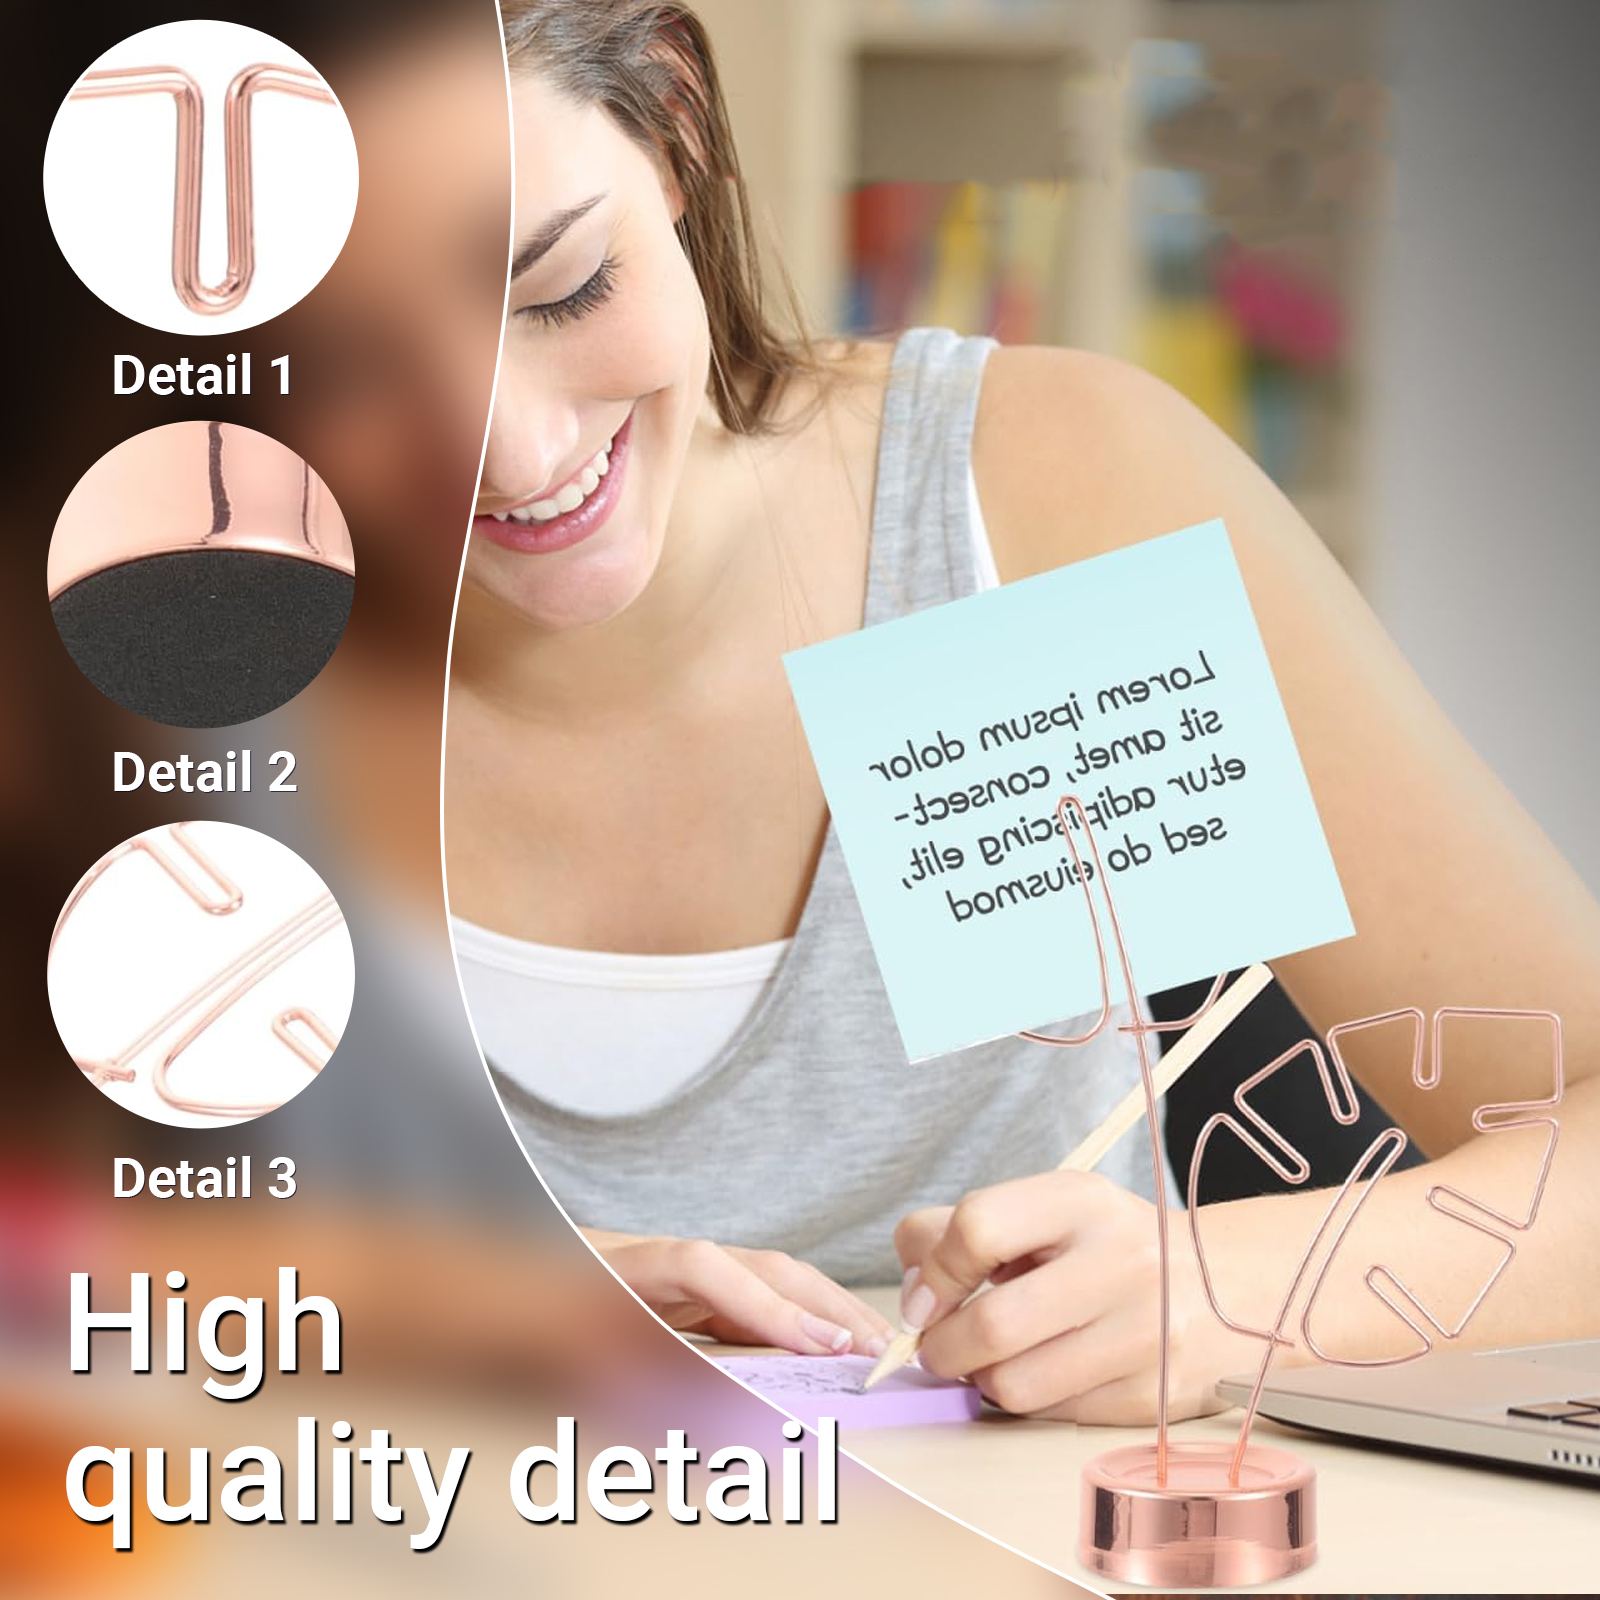 Detail 1
Detail 2
Detail 3
High
quality detail
Lorem ipsum dolor
sit amet, consect-
etur adipiscing elit,
sed do eiusmod